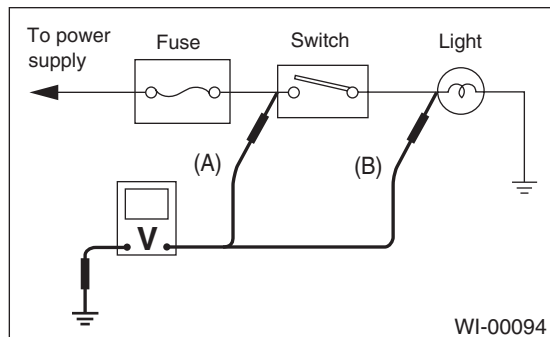 To power
supply
Fuse
Switch
Light
(A)
(B)
V
WI-00094